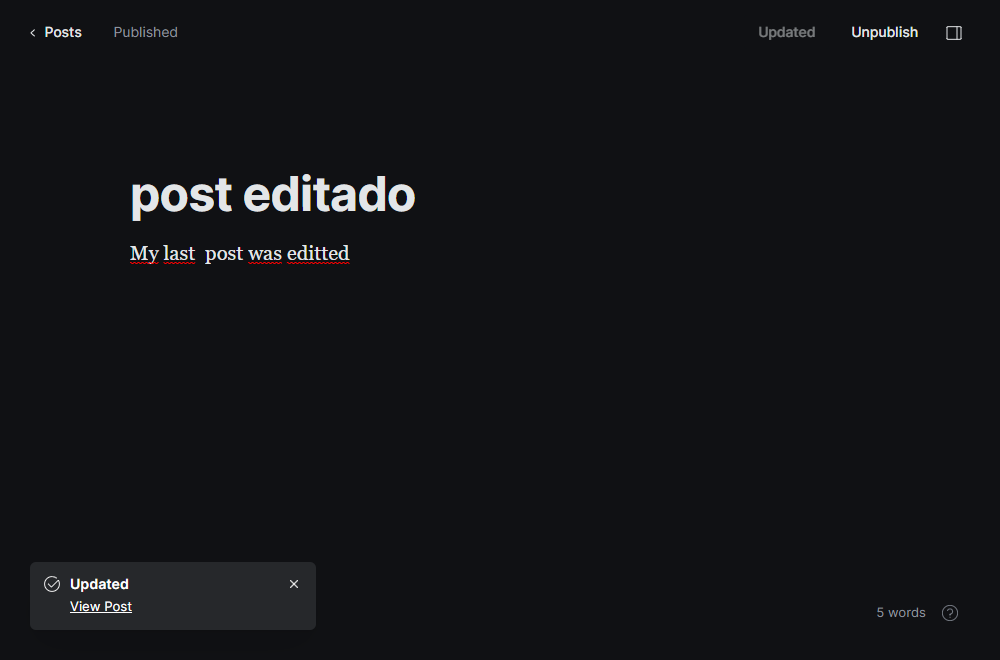 Posts Published Updated Unpublish
post editado
My last  post was editted
Updated
View Post
5 words